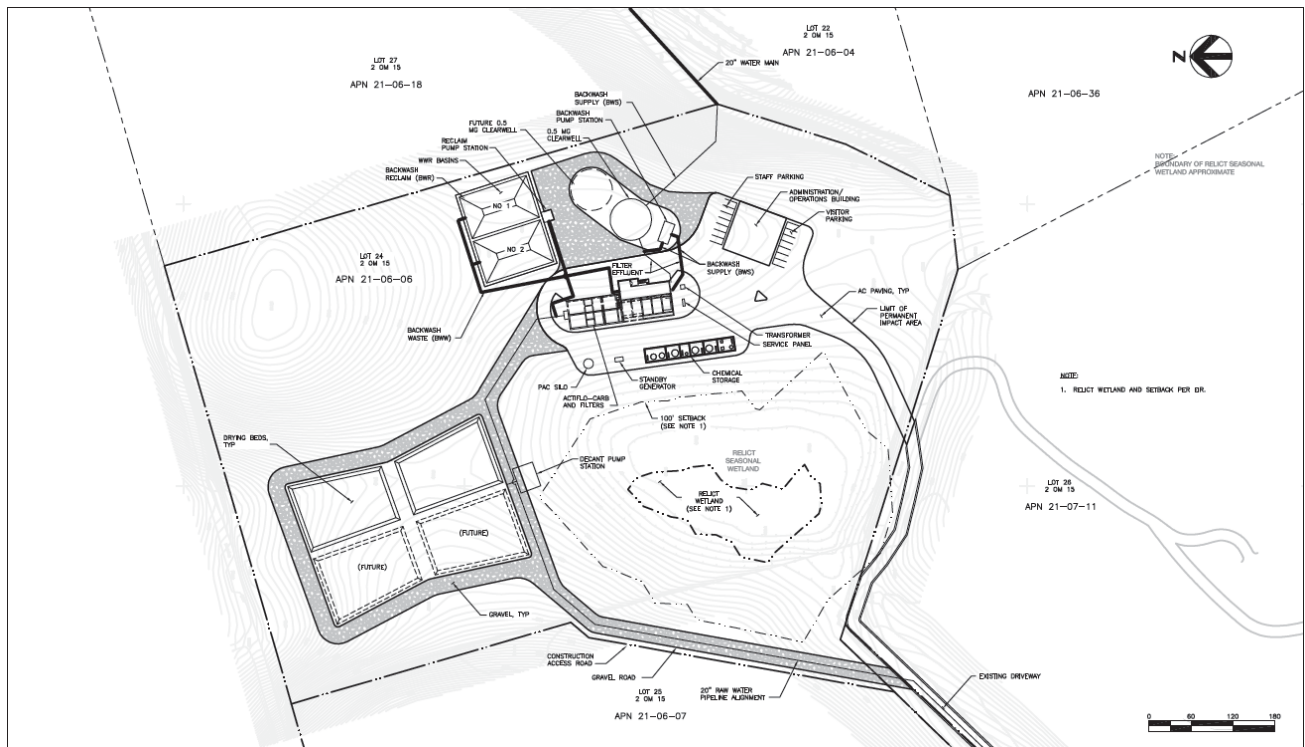 LOT 22
2 OM 15
APN 21-06-04
LOT 27
2 OM 15
APN 21-06-18
20" WATER MAIN
N
APN 21-06-36
BACKWASH
SUPPLY (BWS)
BACKWASH
PUMP STATION
FUTURE 0.5
MG CLEARWELL
0.5 MG
CLEARWELL
RECLAIM
PUMP STATION
WWR BASINS
BACKWASH
RECLAIM (BWR)
NOTE:
BOUNDARY OF RELICT SEASONAL
WETLAND APPROXIMATE
STAFF PARKING
ADMINISTRATION/
OPERATIONS BUILDING
VISITOR
PARKING
NO 1
NO 2
LOT 24
2 OM 15
APN 21-06-06
FILTER
EFFLUENT
BACKWASH
SUPPLY (BWS)
AC PAVING, TYP
LIMIT OF
PERMANENT
IMPACT AREA
BACKWASH
WASTE (BWW)
TRANSFORMER
SERVICE PANEL
PAC SILO
STANDBY
GENERATOR
CHEMICAL
STORAGE
ACTIFLO-CARB
AND FILTERS
NOTE:
1. RELICT WETLAND AND SETBACK PER EIR.
100' SETBACK
(SEE NOTE 1)
DRYING BEDS,
TYP
DECANT PUMP
STATION
RELICT
SEASONAL
WETLAND
RELICT
WETLAND
(SEE NOTE 1)
LOT 26
2 OM 15
APN 21-07-11
(FUTURE)
(FUTURE)
GRAVEL, TYP
CONSTRUCTION
ACCESS ROAD
GRAVEL ROAD
20" RAW WATER
PIPELINE ALIGNMENT
EXISTING DRIVEWAY
LOT 25
2 OM 15
APN 21-06-07
0 60 120 180